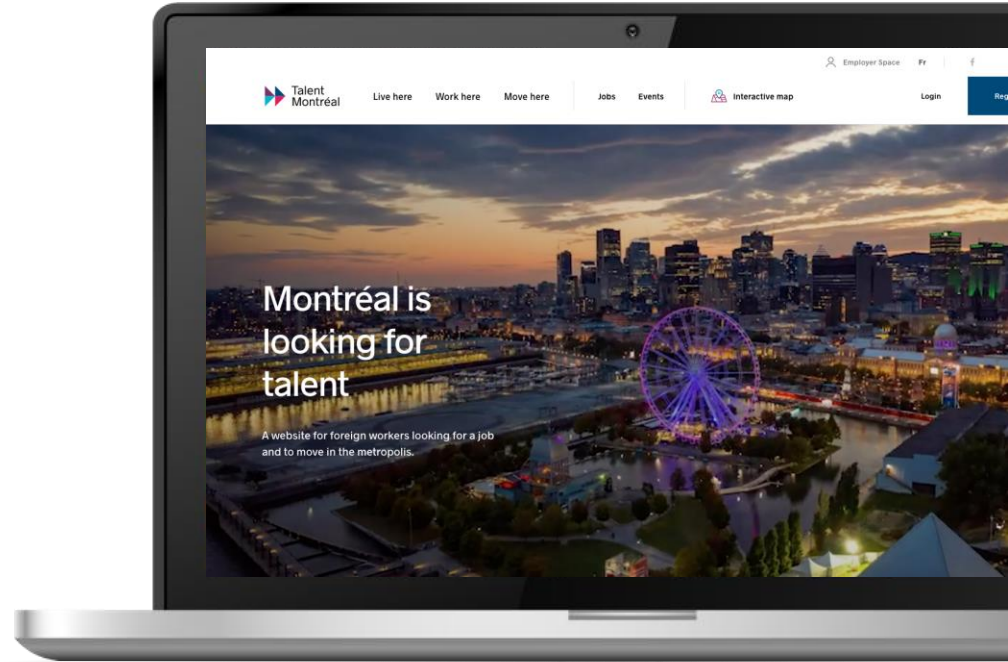 Employer Space Fr
Talent
Montréal
Live here Work here Move here Jobs Events Interactive map Login
Montréal is
looking for
talent
A website for foreign workers looking for a job
and to move in the metropolis.